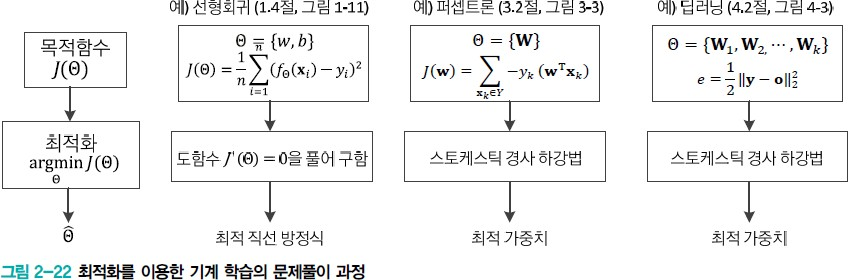 예) 선형회귀 (1.4절, 그림 1-11)
예) 퍼셉트론 (3.2절, 그림 3-3)
예) 딥러닝 (4.2절, 그림 4-3)
목적함수
J(Θ)
Θ = {w, b}
J(Θ) = 1/n ∑ⁿᵢ₌₁ (f_Θ(𝐱ᵢ) − yᵢ)²
Θ = {𝐖}
J(𝐰) = ∑_{𝐱ₖ∈Y} −yₖ (𝐰ᵀ𝐱ₖ)
Θ = {𝐖₁, 𝐖₂, ⋯, 𝐖ₖ}
e = 1/2 ‖𝐲 − 𝐨‖²₂
최적화
argmin J(Θ)
Θ
도함수 J'(Θ) = 0을 풀어 구함
스토케스틱 경사 하강법
스토케스틱 경사 하강법
Θ̂
최적 직선 방정식
최적 가중치
최적 가중치
그림 2-22 최적화를 이용한 기계 학습의 문제풀이 과정